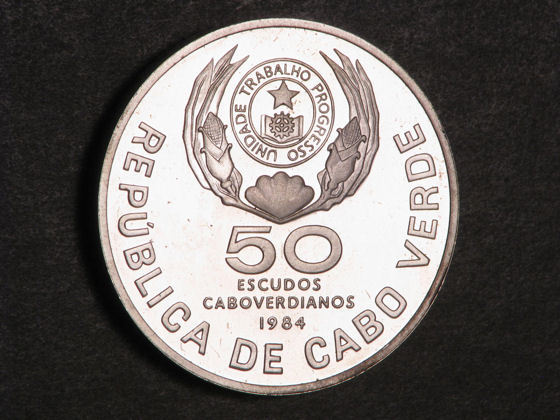 UNIDADE TRABALHO PROGRESSO
50
ESCUDOS
CABOVERDIANOS
1984
REPÚBLICA DE CABO VERDE